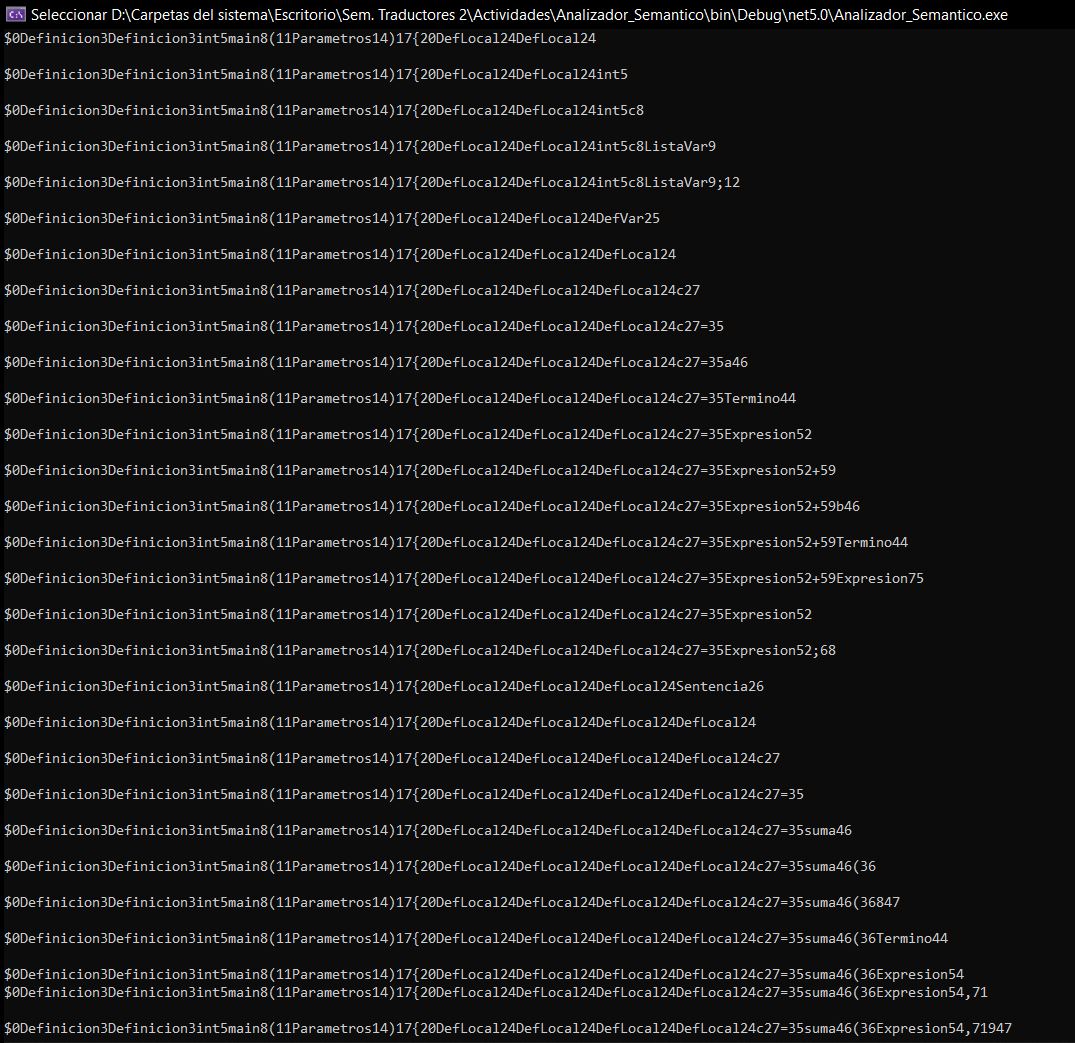 Seleccionar D:\Carpetas del sistema\Escritorio\Sem. Traductores 2\Actividades\Analizador_Semantico\bin\Debug\net5.0\Analizador_Semantico.exe
$0Definicion3Definicion3int5main8(11Parametros14)17{20DefLocal24DefLocal24
$0Definicion3Definicion3int5main8(11Parametros14)17{20DefLocal24DefLocal24int5
$0Definicion3Definicion3int5main8(11Parametros14)17{20DefLocal24DefLocal24int5c8
$0Definicion3Definicion3int5main8(11Parametros14)17{20DefLocal24DefLocal24int5c8ListaVar9
$0Definicion3Definicion3int5main8(11Parametros14)17{20DefLocal24DefLocal24int5c8ListaVar9;12
$0Definicion3Definicion3int5main8(11Parametros14)17{20DefLocal24DefLocal24DefVar25
$0Definicion3Definicion3int5main8(11Parametros14)17{20DefLocal24DefLocal24DefLocal24
$0Definicion3Definicion3int5main8(11Parametros14)17{20DefLocal24DefLocal24DefLocal24c27
$0Definicion3Definicion3int5main8(11Parametros14)17{20DefLocal24DefLocal24DefLocal24c27=35
$0Definicion3Definicion3int5main8(11Parametros14)17{20DefLocal24DefLocal24DefLocal24c27=35a46
$0Definicion3Definicion3int5main8(11Parametros14)17{20DefLocal24DefLocal24DefLocal24c27=35Termino44
$0Definicion3Definicion3int5main8(11Parametros14)17{20DefLocal24DefLocal24DefLocal24c27=35Expresion52
$0Definicion3Definicion3int5main8(11Parametros14)17{20DefLocal24DefLocal24DefLocal24c27=35Expresion52+59
$0Definicion3Definicion3int5main8(11Parametros14)17{20DefLocal24DefLocal24DefLocal24c27=35Expresion52+59b46
$0Definicion3Definicion3int5main8(11Parametros14)17{20DefLocal24DefLocal24DefLocal24c27=35Expresion52+59Termino44
$0Definicion3Definicion3int5main8(11Parametros14)17{20DefLocal24DefLocal24DefLocal24c27=35Expresion52+59Expresion75
$0Definicion3Definicion3int5main8(11Parametros14)17{20DefLocal24DefLocal24DefLocal24c27=35Expresion52
$0Definicion3Definicion3int5main8(11Parametros14)17{20DefLocal24DefLocal24DefLocal24c27=35Expresion52;68
$0Definicion3Definicion3int5main8(11Parametros14)17{20DefLocal24DefLocal24DefLocal24Sentencia26
$0Definicion3Definicion3int5main8(11Parametros14)17{20DefLocal24DefLocal24DefLocal24DefLocal24
$0Definicion3Definicion3int5main8(11Parametros14)17{20DefLocal24DefLocal24DefLocal24DefLocal24c27
$0Definicion3Definicion3int5main8(11Parametros14)17{20DefLocal24DefLocal24DefLocal24DefLocal24c27=35
$0Definicion3Definicion3int5main8(11Parametros14)17{20DefLocal24DefLocal24DefLocal24DefLocal24c27=35suma46
$0Definicion3Definicion3int5main8(11Parametros14)17{20DefLocal24DefLocal24DefLocal24DefLocal24c27=35suma46(36
$0Definicion3Definicion3int5main8(11Parametros14)17{20DefLocal24DefLocal24DefLocal24DefLocal24c27=35suma46(36847
$0Definicion3Definicion3int5main8(11Parametros14)17{20DefLocal24DefLocal24DefLocal24DefLocal24c27=35suma46(36Termino44
$0Definicion3Definicion3int5main8(11Parametros14)17{20DefLocal24DefLocal24DefLocal24DefLocal24c27=35suma46(36Expresion54
$0Definicion3Definicion3int5main8(11Parametros14)17{20DefLocal24DefLocal24DefLocal24DefLocal24c27=35suma46(36Expresion54,71
$0Definicion3Definicion3int5main8(11Parametros14)17{20DefLocal24DefLocal24DefLocal24DefLocal24c27=35suma46(36Expresion54,71947